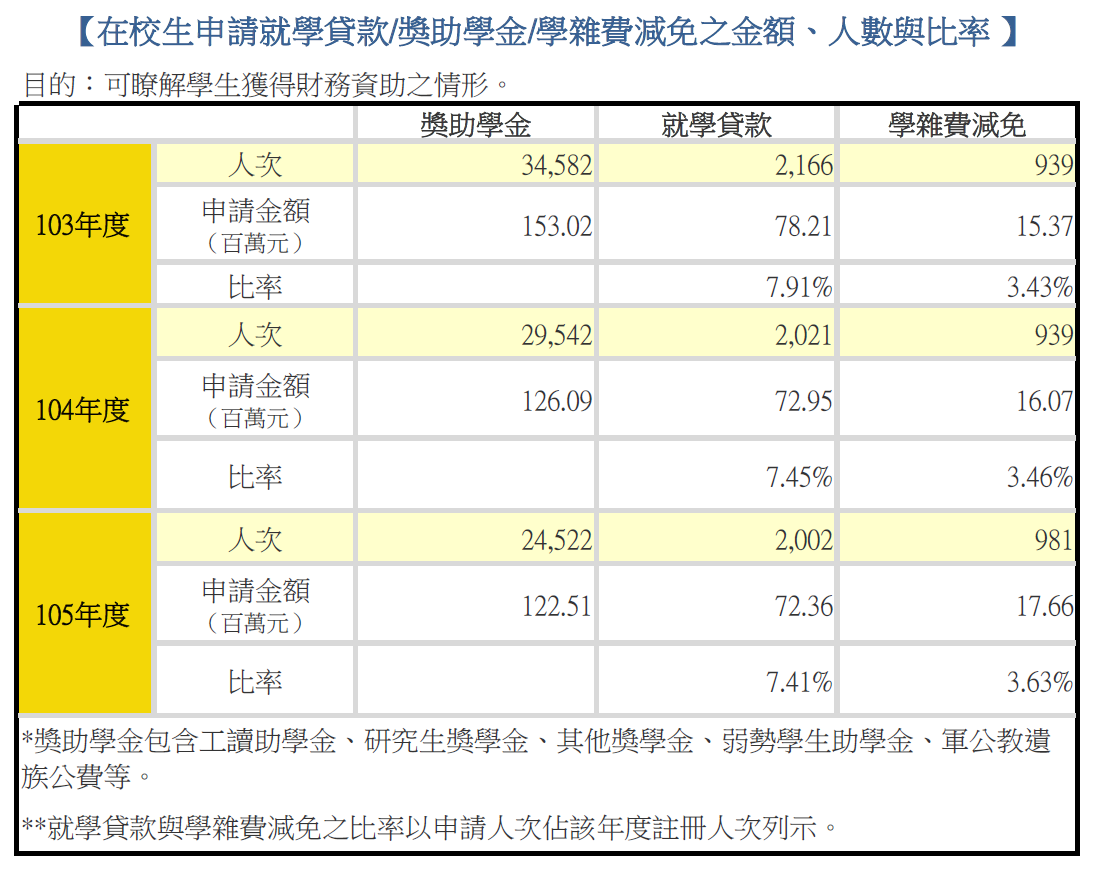 【在校生申請就學貸款/獎助學金/學雜費減免之金額、人數與比率 】
目的：可瞭解學生獲得財務資助之情形。
獎助學金 就學貸款 學雜費減免
103年度
人次 34,582 2,166 939
申請金額
（百萬元） 153.02 78.21 15.37
比率 7.91% 3.43%
104年度
人次 29,542 2,021 939
申請金額
（百萬元） 126.09 72.95 16.07
比率 7.45% 3.46%
105年度
人次 24,522 2,002 981
申請金額
（百萬元） 122.51 72.36 17.66
比率 7.41% 3.63%
*獎助學金包含工讀助學金、研究生獎學金、其他獎學金、弱勢學生助學金、軍公教遺
族公費等。
**就學貸款與學雜費減免之比率以申請人次佔該年度註冊人次列示。